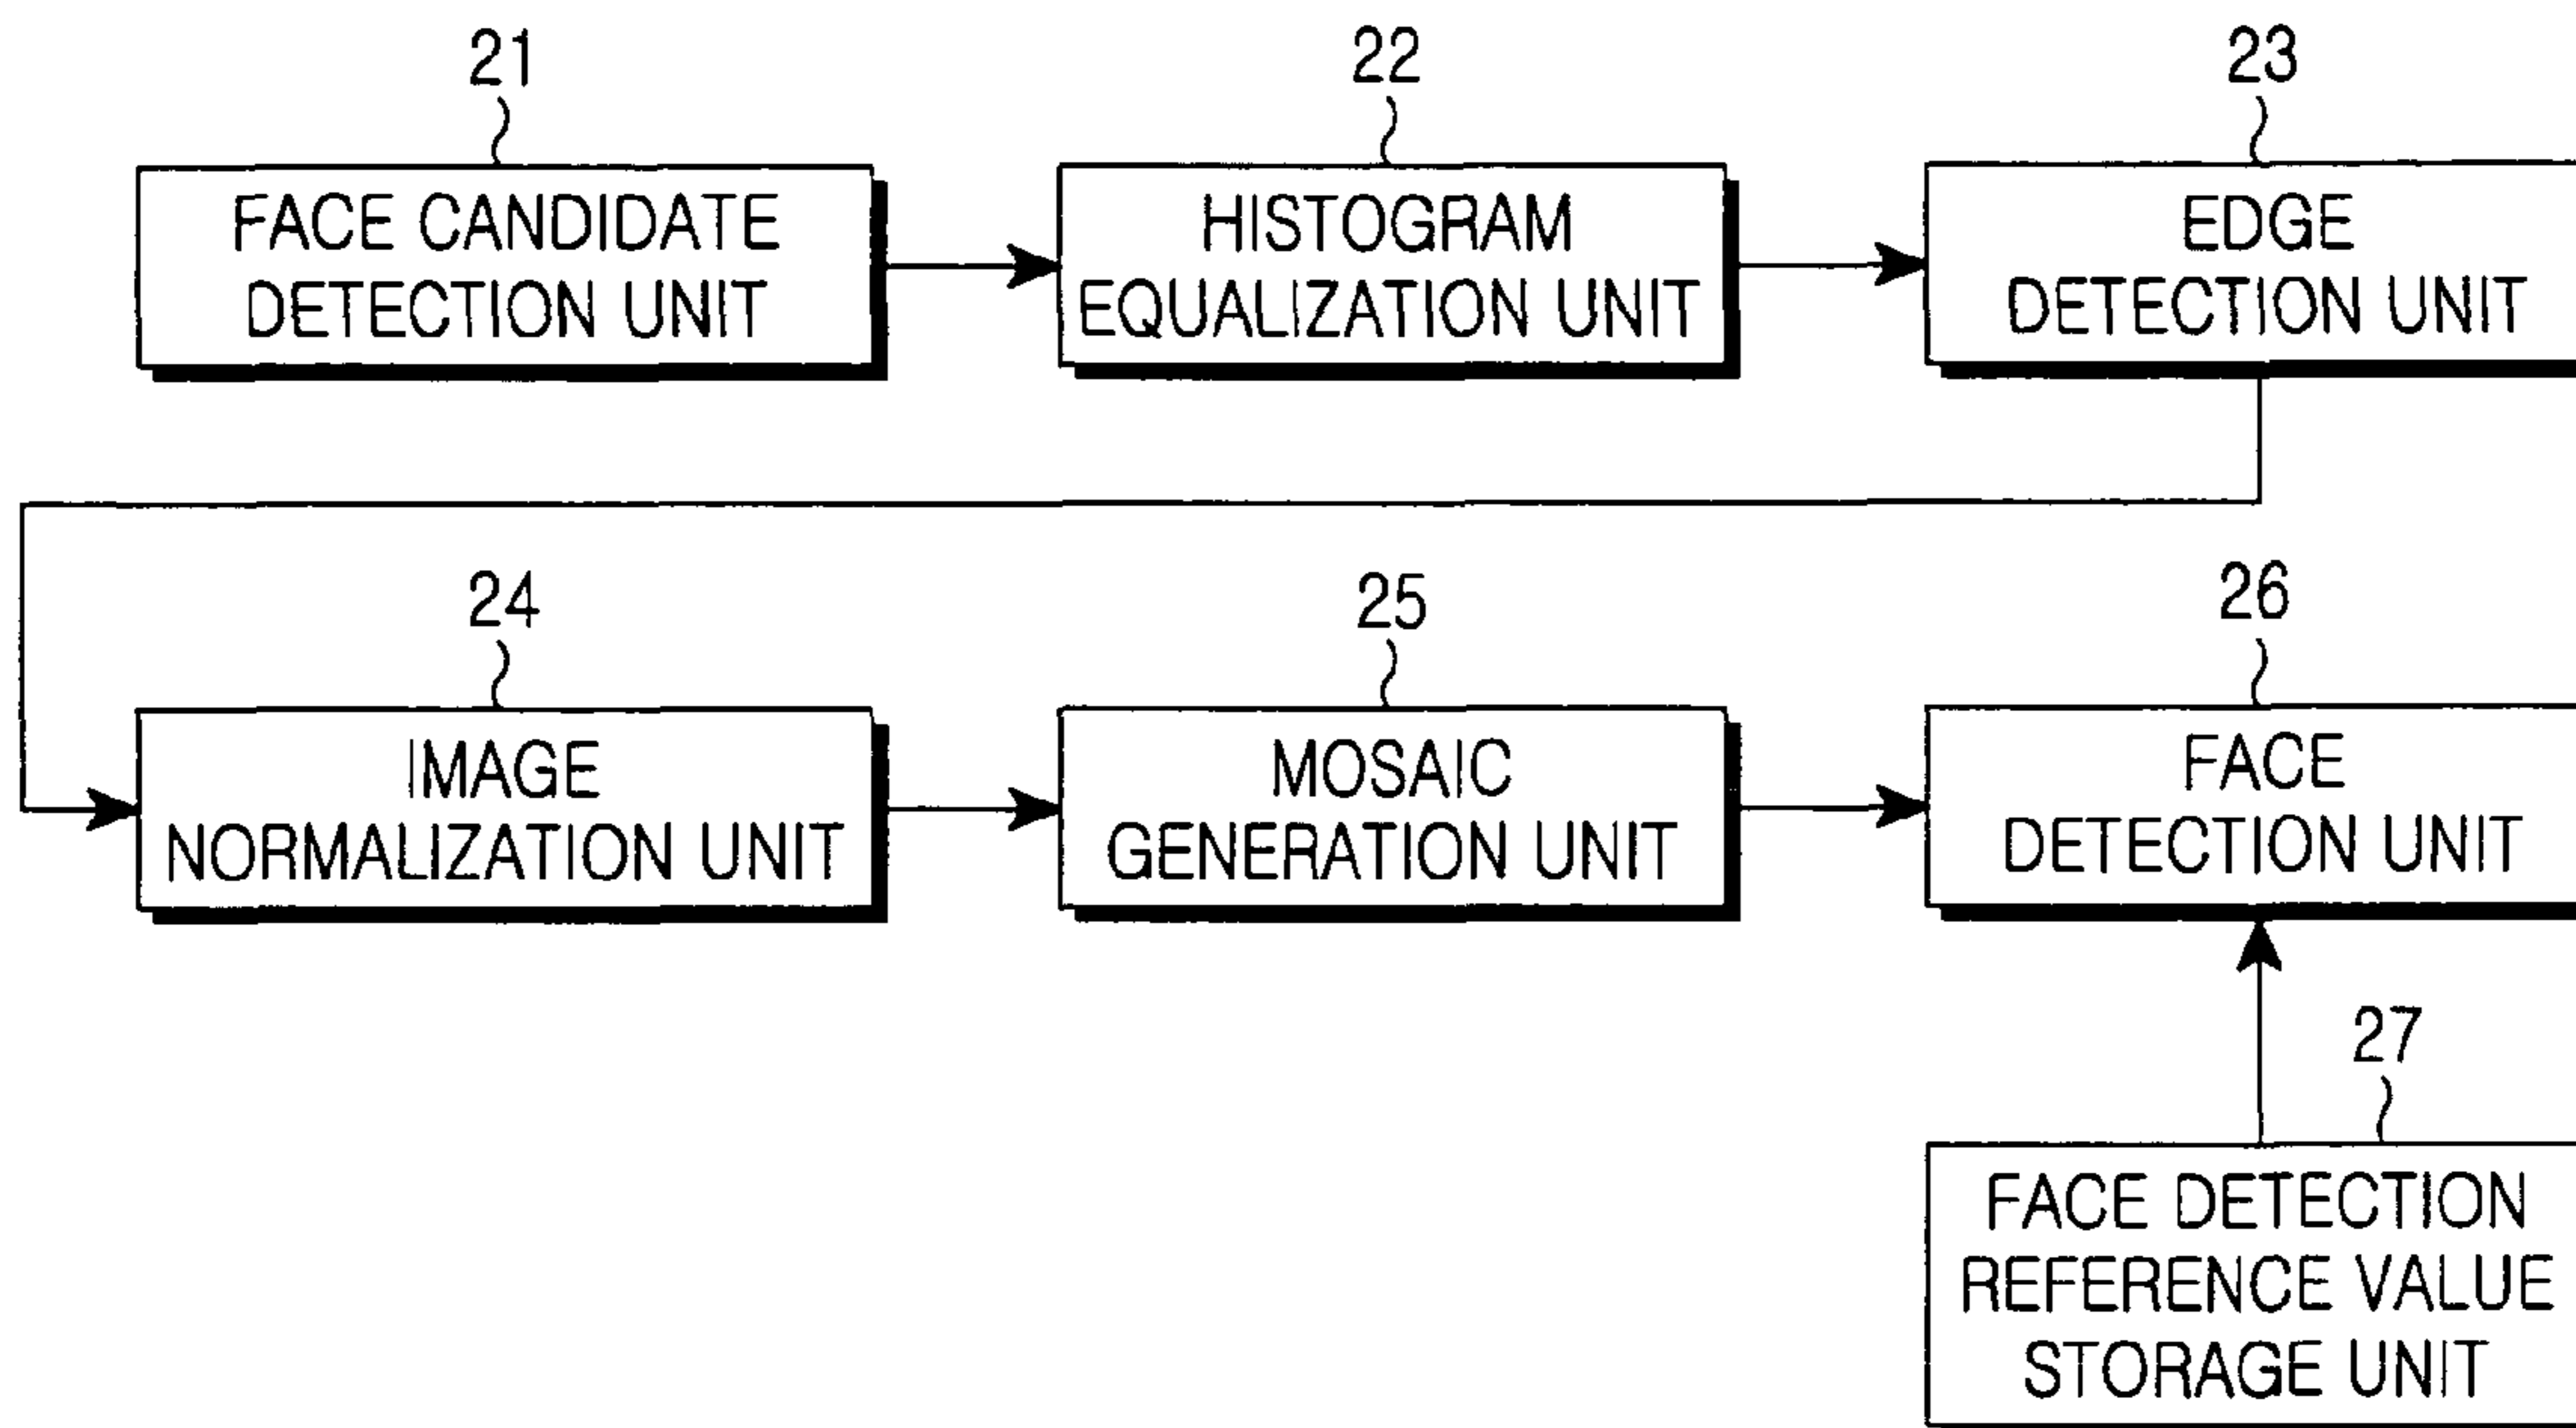 21
FACE CANDIDATE
DETECTION UNIT
22
HISTOGRAM
EQUALIZATION UNIT
23
EDGE
DETECTION UNIT
24
IMAGE
NORMALIZATION UNIT
25
MOSAIC
GENERATION UNIT
26
FACE
DETECTION UNIT
27
FACE DETECTION
REFERENCE VALUE
STORAGE UNIT